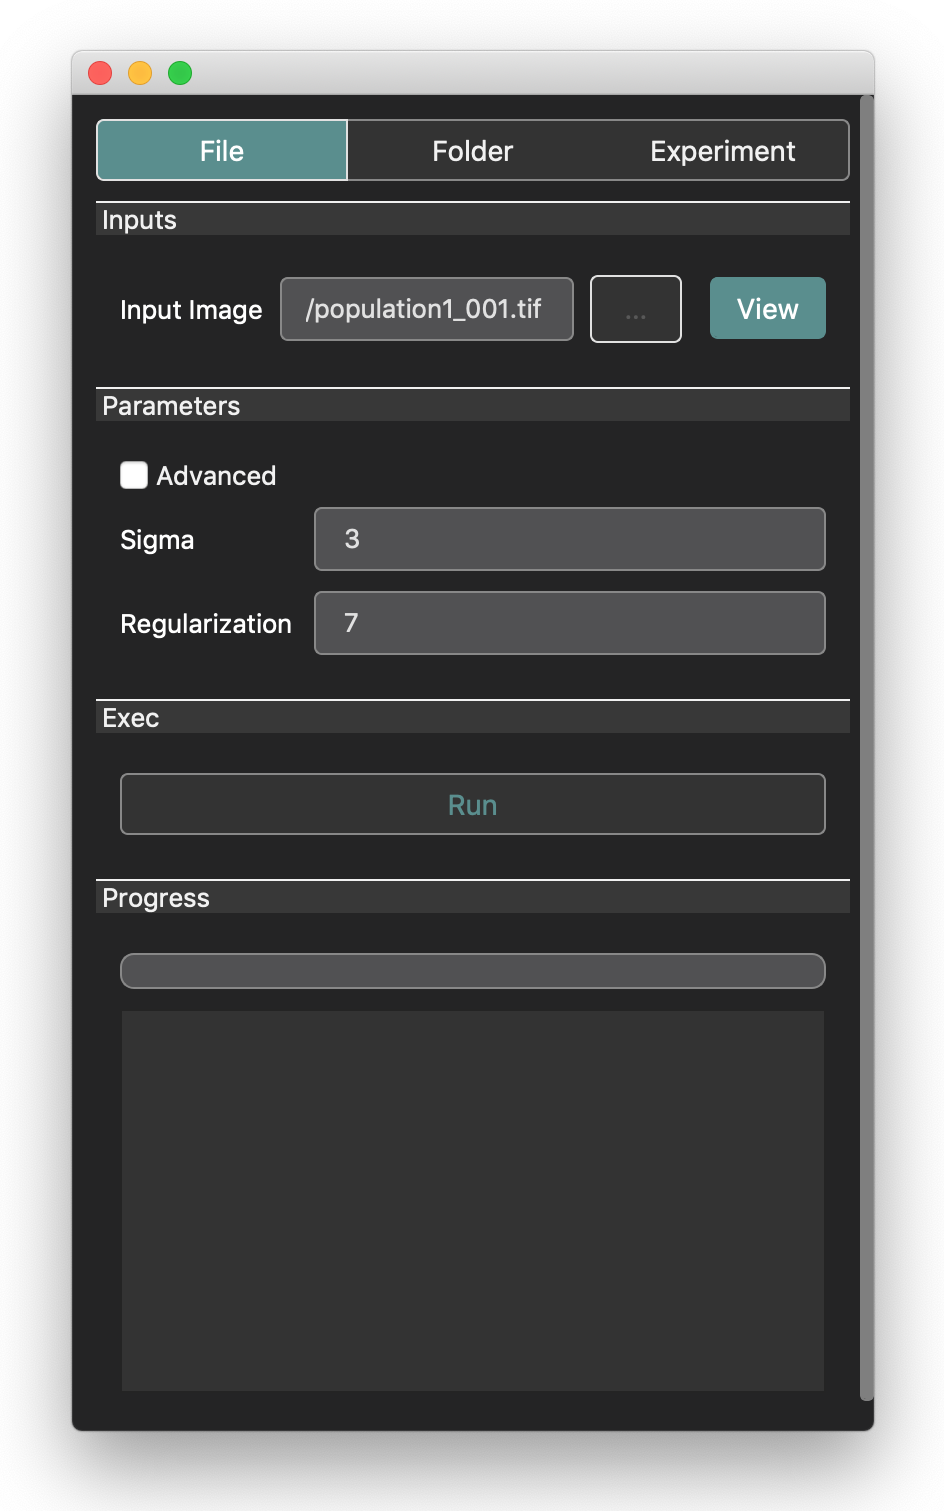 File Folder Experiment
Inputs
Input Image /population1_001.tif ... View
Parameters
Advanced
Sigma 3
Regularization 7
Exec
Run
Progress